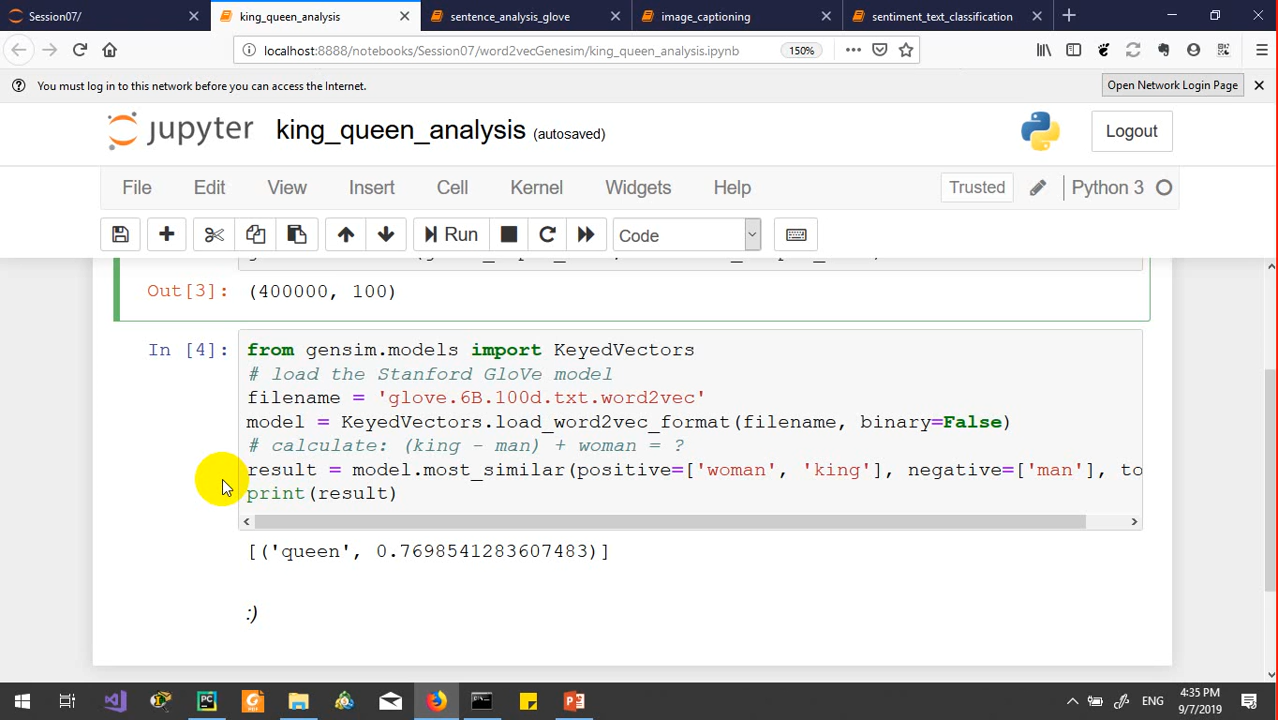 Session07/
king_queen_analysis
sentence_analysis_glove
image_captioning
sentiment_text_classification
localhost:8888/notebooks/Session07/word2vecGenesim/king_queen_analysis.ipynb
150%
You must log in to this network before you can access the Internet.
Open Network Login Page
jupyter king_queen_analysis (autosaved)
Logout
File Edit View Insert Cell Kernel Widgets Help
Trusted
Python 3
Run
Code
Out[3]: (400000, 100)
In [4]: from gensim.models import KeyedVectors
# load the Stanford GloVe model
filename = 'glove.6B.100d.txt.word2vec'
model = KeyedVectors.load_word2vec_format(filename, binary=False)
# calculate: (king - man) + woman = ?
result = model.most_similar(positive=['woman', 'king'], negative=['man'], to
print(result)
[('queen', 0.7698541283607483)]
:)
ENG
4:35 PM
9/7/2019